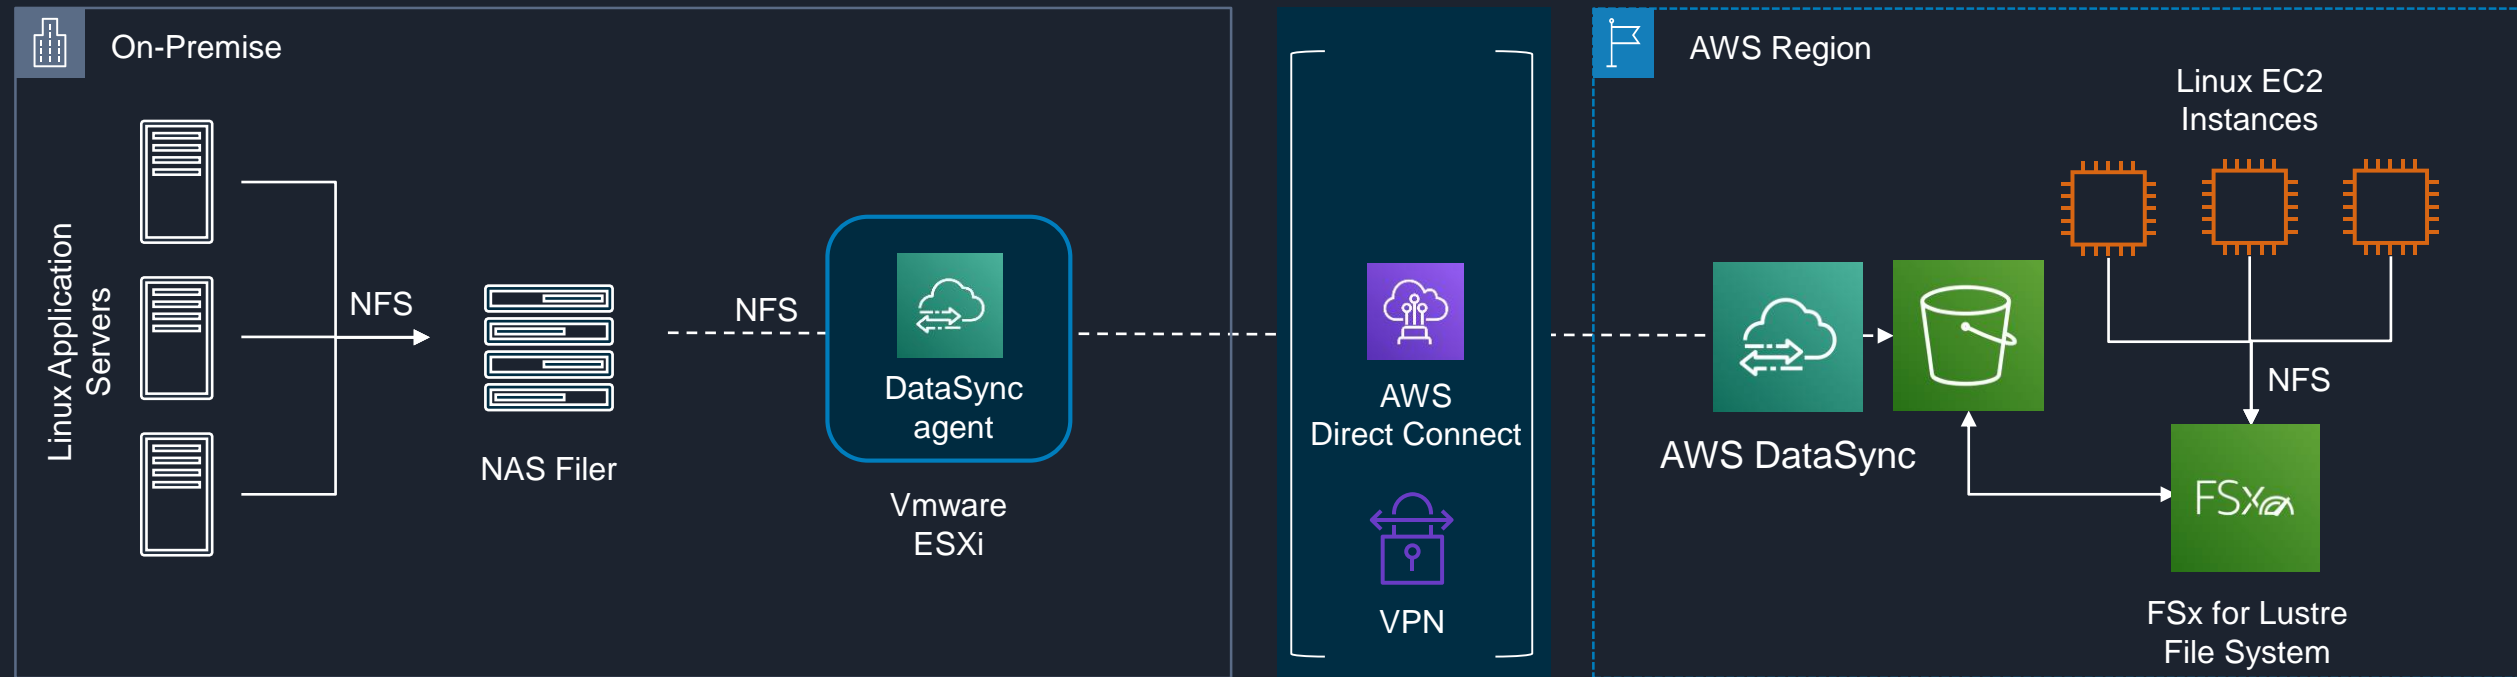 On-Premise
Linux Application
Servers
NFS
NAS Filer
NFS
DataSync
agent
Vmware
ESXi
AWS
Direct Connect
VPN
AWS Region
Linux EC2
Instances
AWS DataSync
NFS
FSx
FSx for Lustre
File System